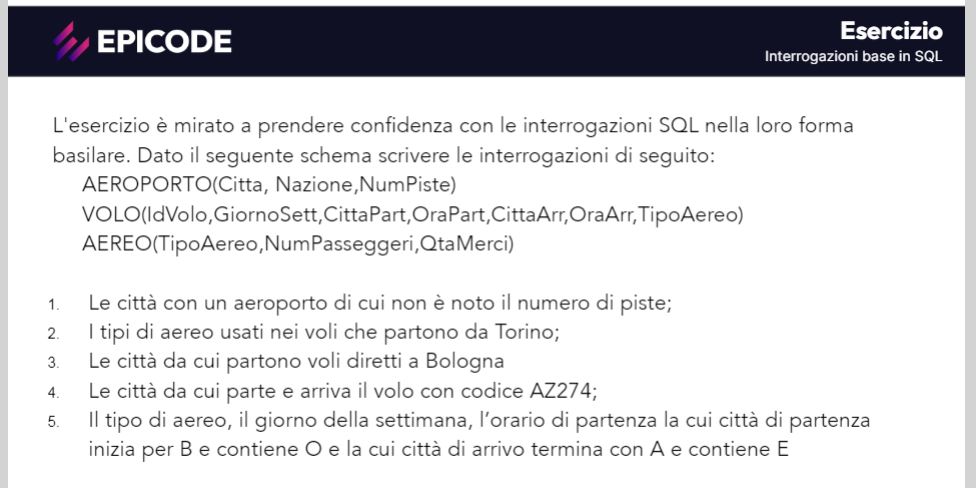 EPICODE
Esercizio
Interrogazioni base in SQL
L'esercizio è mirato a prendere confidenza con le interrogazioni SQL nella loro forma
basilare. Dato il seguente schema scrivere le interrogazioni di seguito:
AEROPORTO(Citta, Nazione,NumPiste)
VOLO(IdVolo,GiornoSett,CittaPart,OraPart,CittaArr,OraArr,TipoAereo)
AEREO(TipoAereo,NumPasseggeri,QtaMerci)
1. Le città con un aeroporto di cui non è noto il numero di piste;
2. I tipi di aereo usati nei voli che partono da Torino;
3. Le città da cui partono voli diretti a Bologna
4. Le città da cui parte e arriva il volo con codice AZ274;
5. Il tipo di aereo, il giorno della settimana, l’orario di partenza la cui città di partenza
inizia per B e contiene O e la cui città di arrivo termina con A e contiene E